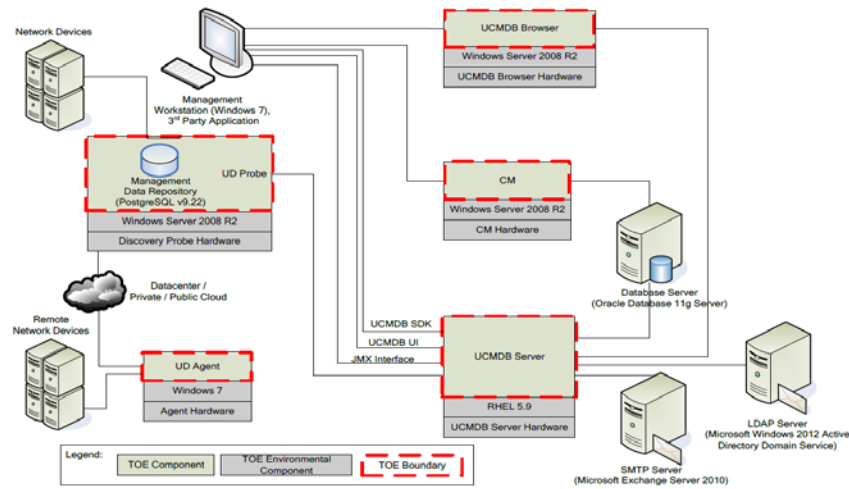 Network Devices
Management
Workstation (Windows 7),
3rd Party Application
UCMDB Browser
Windows Server 2008 R2
UCMDB Browser Hardware
Management
Data Repository
(PostgreSQL v9.22)
UD Probe
Windows Server 2008 R2
Discovery Probe Hardware
CM
Windows Server 2008 R2
CM Hardware
Database Server
(Oracle Database 11g Server)
Datacenter /
Private / Public Cloud
Remote
Network Devices
UD Agent
Windows 7
Agent Hardware
UCMDB SDK
UCMDB UI
JMX Interface
UCMDB Server
RHEL 5.9
UCMDB Server Hardware
LDAP Server
(Microsoft Windows 2012 Active
Directory Domain Service)
SMTP Server
(Microsoft Exchange Server 2010)
Legend:
TOE Component
TOE Environmental
Component
TOE Boundary